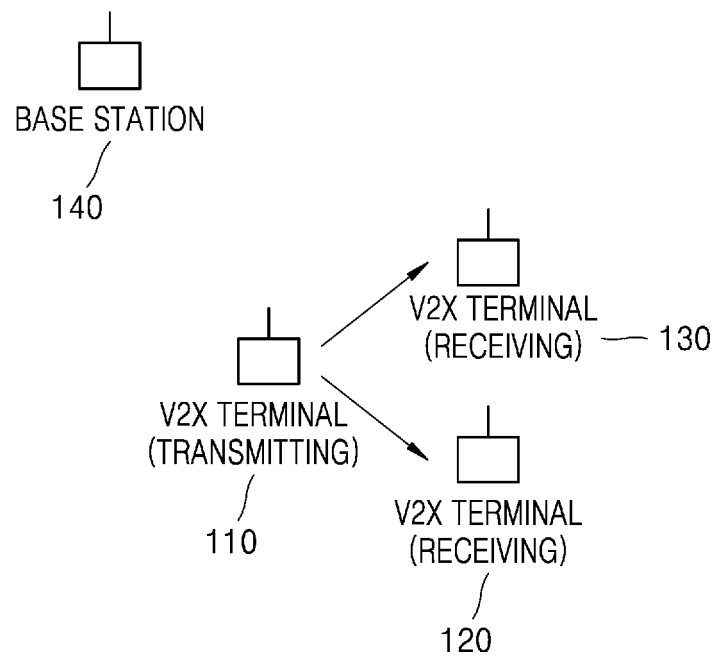 BASE STATION
140
V2X TERMINAL
(RECEIVING)
130
V2X TERMINAL
(TRANSMITTING)
110
V2X TERMINAL
(RECEIVING)
120